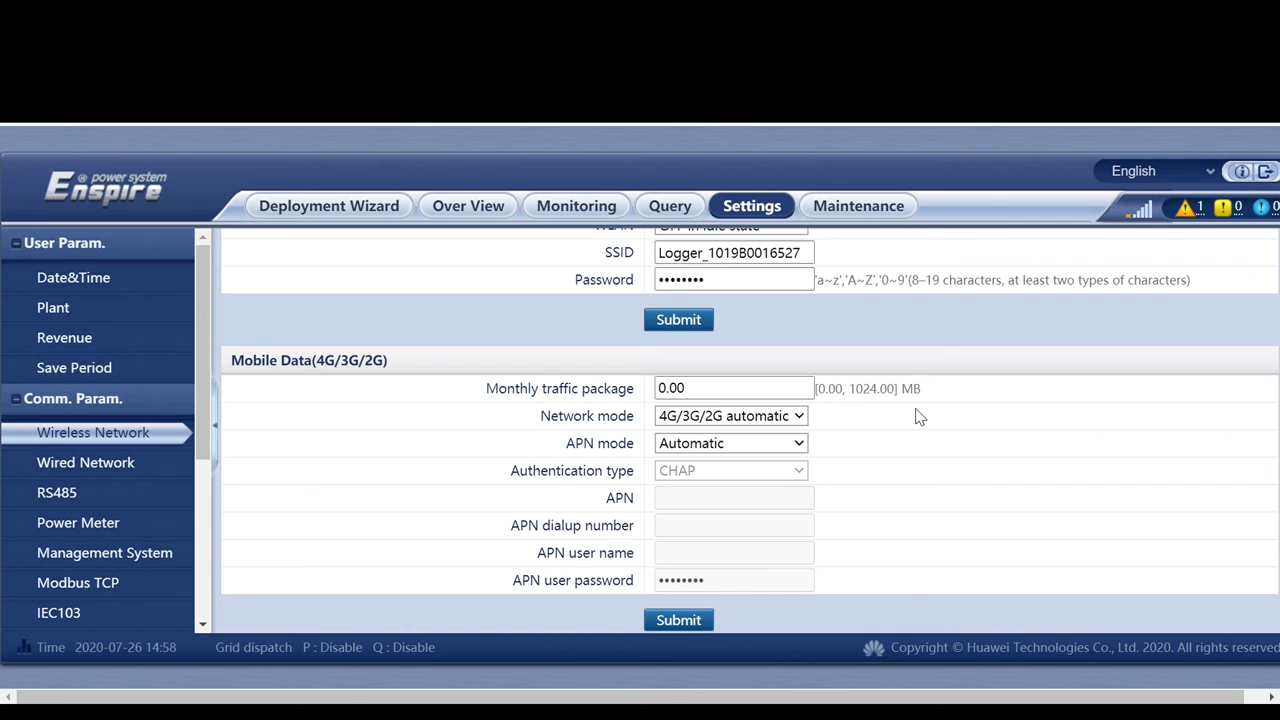 English
@ power system
Enspire
Deployment Wizard Over View Monitoring Query Settings Maintenance
1 0 0
User Param.
Date&Time
Plant
Revenue
Save Period
Comm. Param.
Wireless Network
Wired Network
RS485
Power Meter
Management System
Modbus TCP
IEC103
WLAN OFF in idle state
SSID Logger_1019B0016527
Password •••••••• 'a~z','A~Z','0~9'(8–19 characters, at least two types of characters)
Submit
Mobile Data(4G/3G/2G)
Monthly traffic package 0.00 [0.00, 1024.00] MB
Network mode 4G/3G/2G automatic
APN mode Automatic
Authentication type CHAP
APN
APN dialup number
APN user name
APN user password ••••••••
Submit
Time 2020-07-26 14:58 Grid dispatch P : Disable Q : Disable Copyright © Huawei Technologies Co., Ltd. 2020. All rights reserved